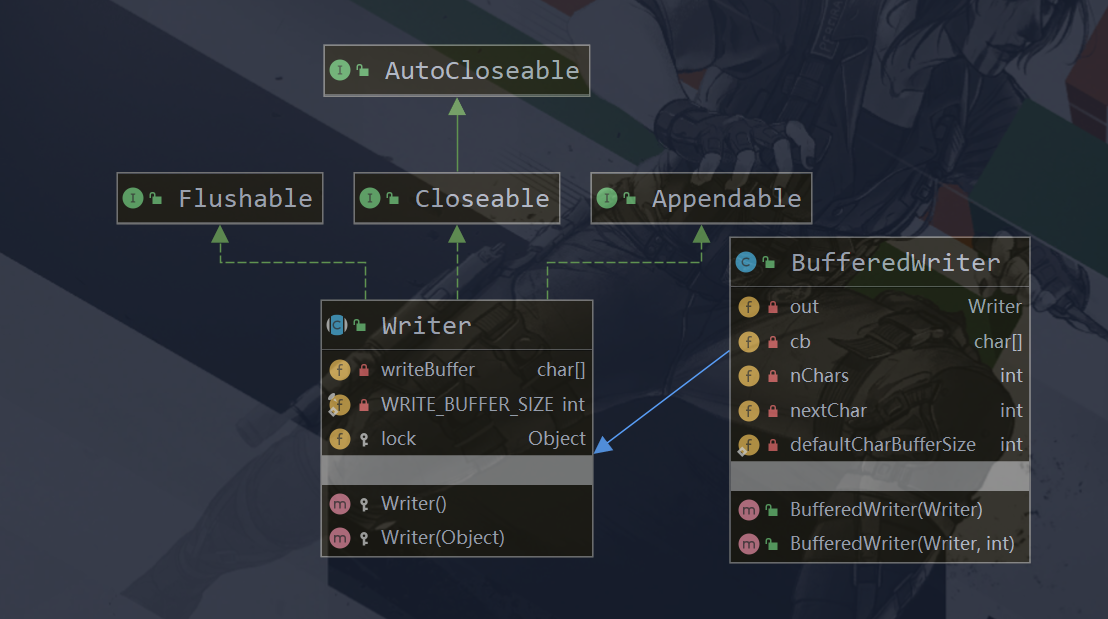 AutoCloseable
Flushable
Closeable
Appendable
Writer
writeBuffer char[]
WRITE_BUFFER_SIZE int
lock Object
Writer()
Writer(Object)
BufferedWriter
out Writer
cb char[]
nChars int
nextChar int
defaultCharBufferSize int
BufferedWriter(Writer)
BufferedWriter(Writer, int)